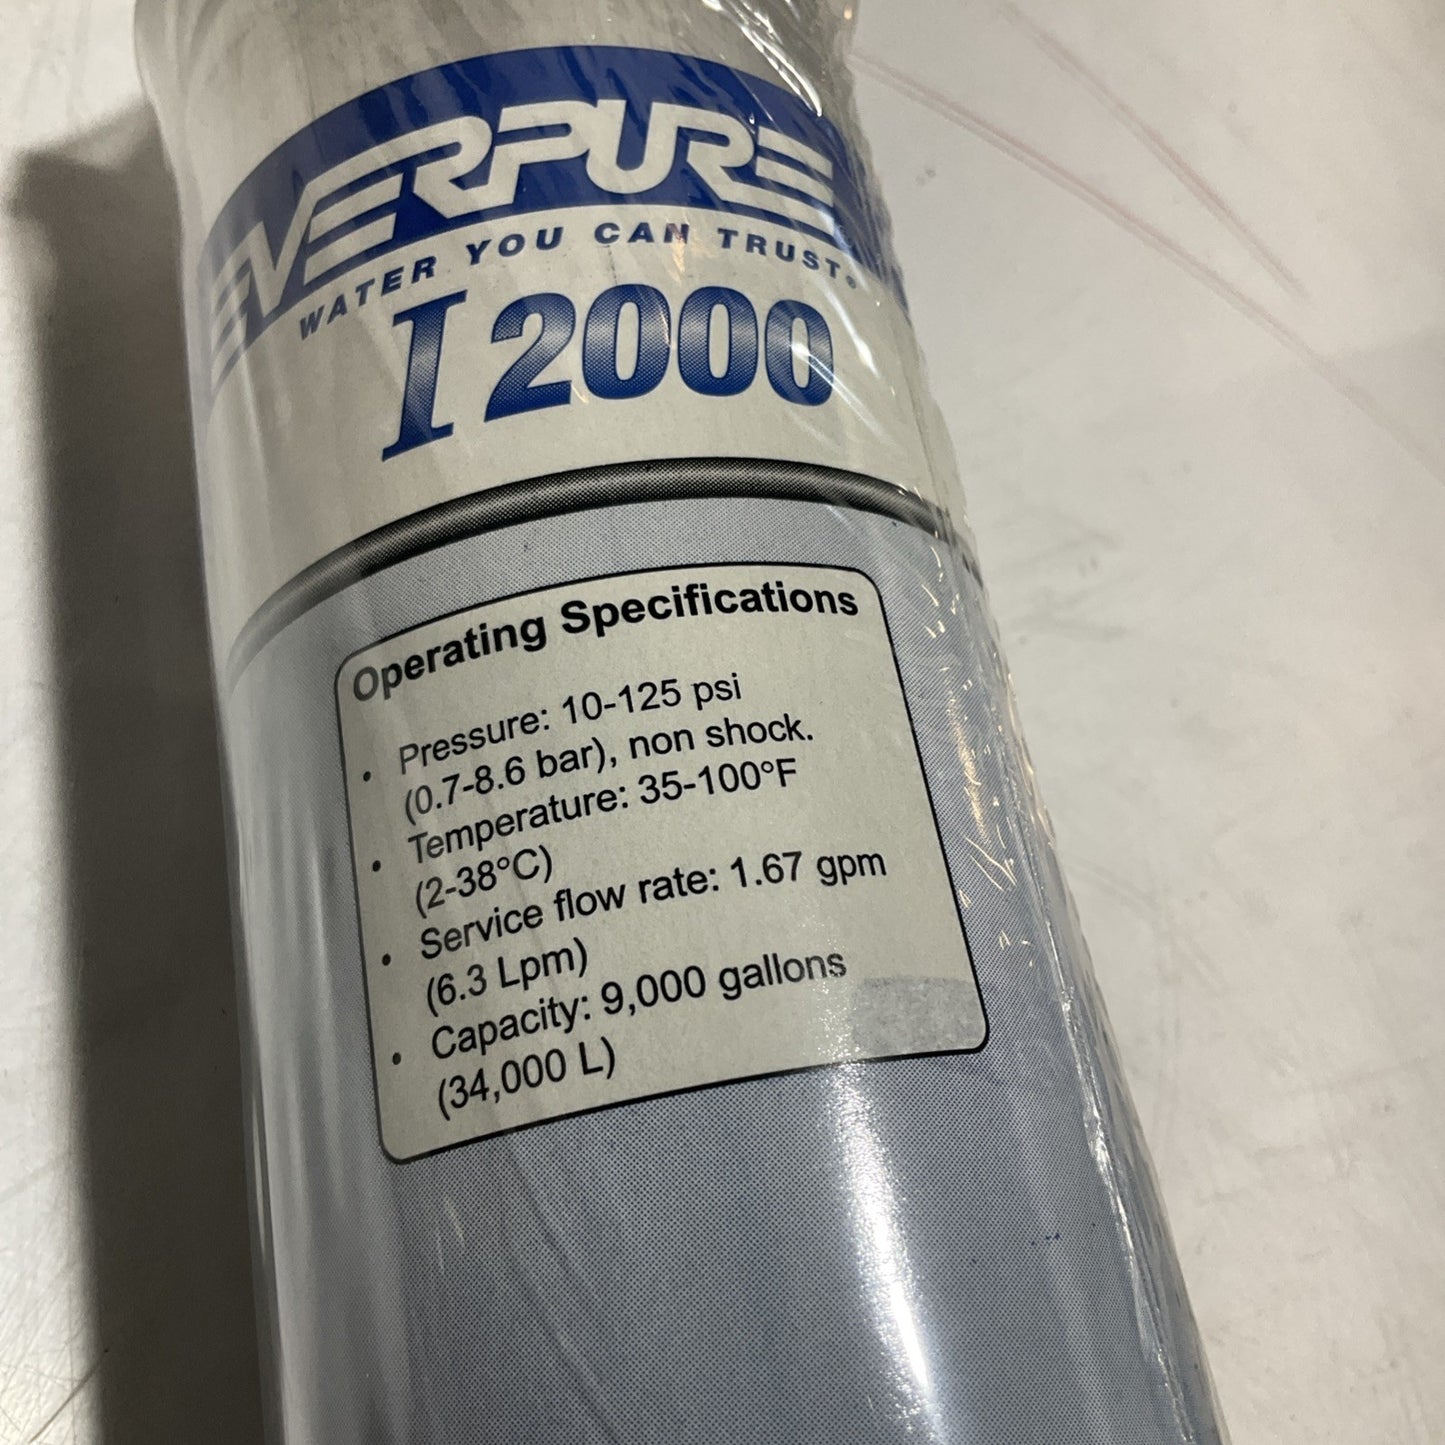 EVERPURE
WATER YOU CAN TRUST®
I2000
Operating Specifications
• Pressure: 10-125 psi
(0.7-8.6 bar), non shock.
• Temperature: 35-100°F
(2-38°C)
• Service flow rate: 1.67 gpm
(6.3 Lpm)
• Capacity: 9,000 gallons
(34,000 L)